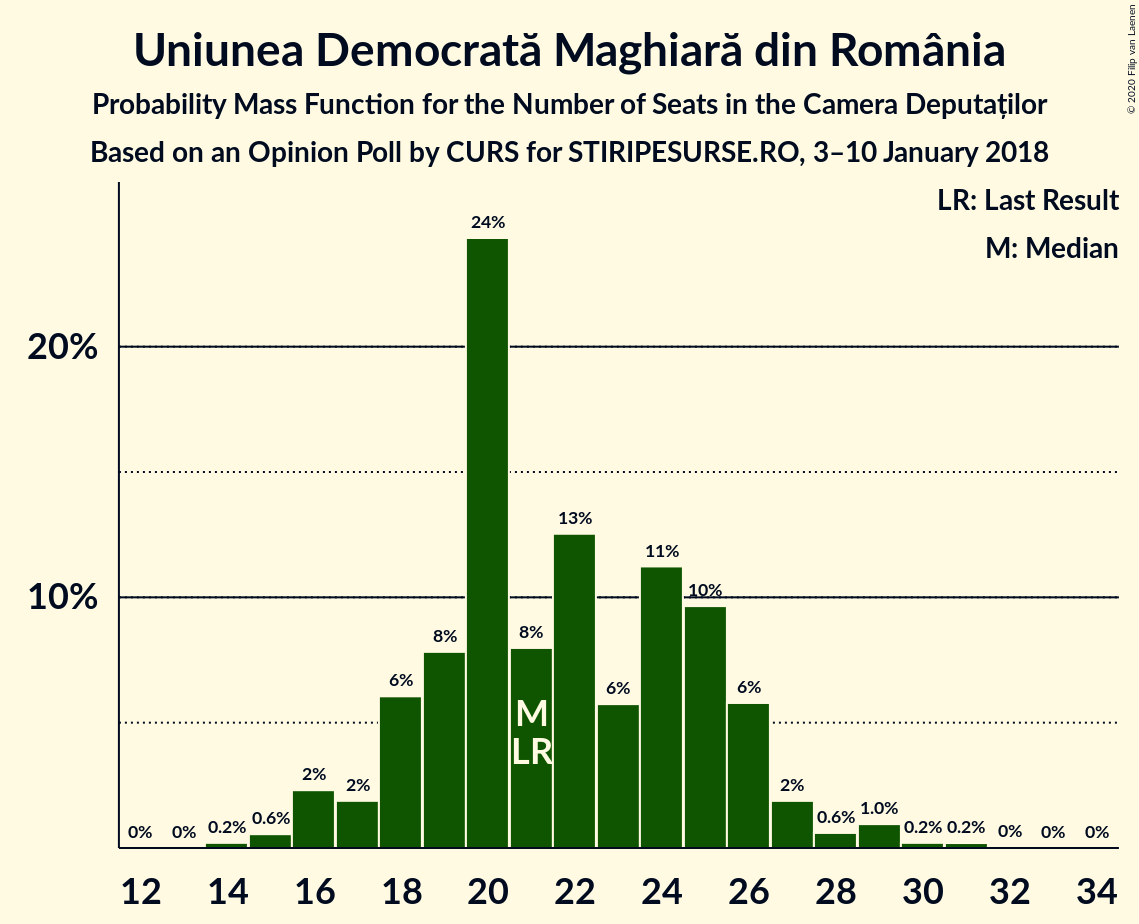 Uniunea Democrată Maghiară din România
Probability Mass Function for the Number of Seats in the Camera Deputaților
Based on an Opinion Poll by CURS for STIRIPESURSE.RO, 3–10 January 2018
© 2020 Filip van Laenen
LR: Last Result
M: Median
20%
10%
0% 0% 0.2% 0.6% 2% 2% 6% 8% 24% 8% 13% 6% 11% 10% 6% 2% 0.6% 1.0% 0.2% 0.2% 0% 0% 0%
M
LR
12 14 16 18 20 22 24 26 28 30 32 34